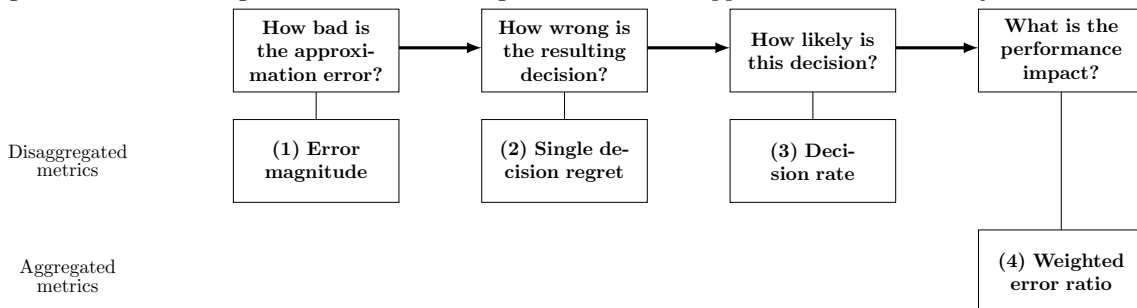 How bad is
the approxi-
mation error?
How wrong is
the resulting
decision?
How likely is
this decision?
What is the
performance
impact?
Disaggregated
metrics
(1) Error
magnitude
(2) Single de-
cision regret
(3) Deci-
sion rate
Aggregated
metrics
(4) Weighted
error ratio